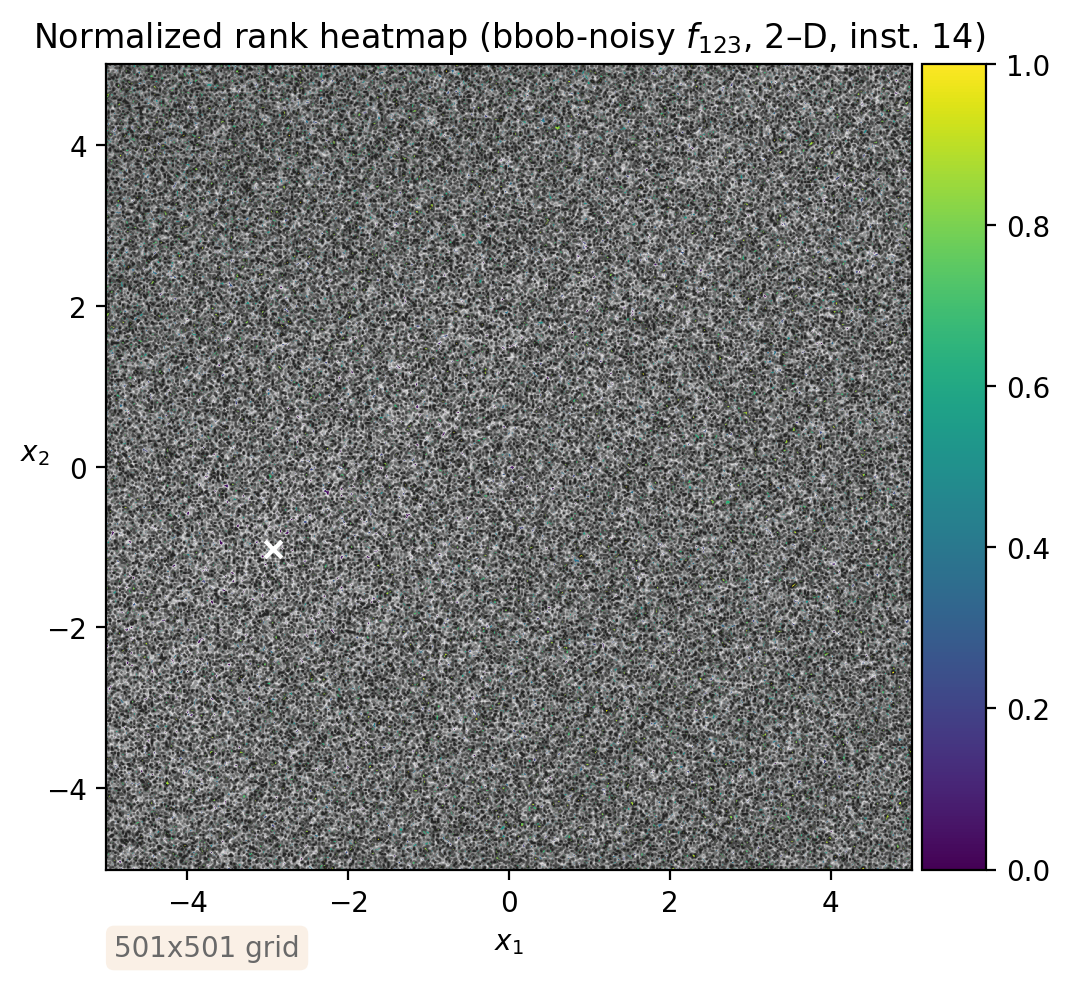 Normalized rank heatmap (bbob-noisy f₁₂₃, 2–D, inst. 14)
1.0
0.8
0.6
0.4
0.2
0.0
4
2
0
−2
−4
x₂
−4 −2 0 2 4
x₁
501x501 grid